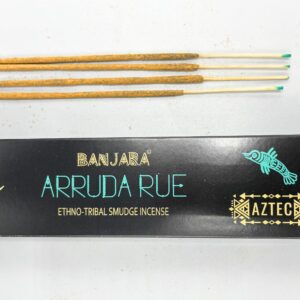 BANJARA®
ARRUDA RUE
ETHNO-TRIBAL SMUDGE INCENSE
AZTEC